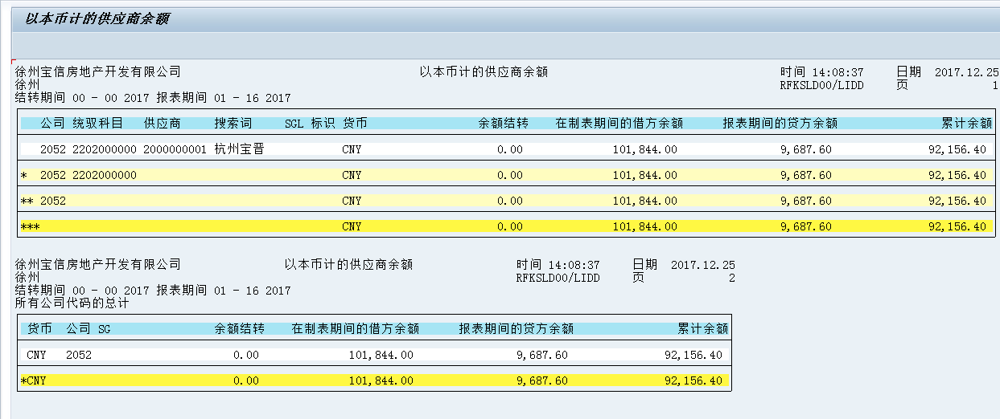 以本币计的供应商余额
徐州宝信房地产开发有限公司 以本币计的供应商余额 时间 14:08:37 日期 2017.12.25
徐州 RFKSLD00/LIDD 页 1
结转期间 00 - 00 2017 报表期间 01 - 16 2017
公司 统驭科目 供应商 搜索词 SGL 标识 货币 余额结转 在制表期间的借方余额 报表期间的贷方余额 累计余额
2052 2202000000 2000000001 杭州宝晋 CNY 0.00 101,844.00 9,687.60 92,156.40
* 2052 2202000000 CNY 0.00 101,844.00 9,687.60 92,156.40
** 2052 CNY 0.00 101,844.00 9,687.60 92,156.40
*** CNY 0.00 101,844.00 9,687.60 92,156.40
徐州宝信房地产开发有限公司 以本币计的供应商余额 时间 14:08:37 日期 2017.12.25
徐州 RFKSLD00/LIDD 页 2
结转期间 00 - 00 2017 报表期间 01 - 16 2017
所有公司代码的总计
货币 公司 SG 余额结转 在制表期间的借方余额 报表期间的贷方余额 累计余额
CNY 2052 0.00 101,844.00 9,687.60 92,156.40
*CNY 0.00 101,844.00 9,687.60 92,156.40